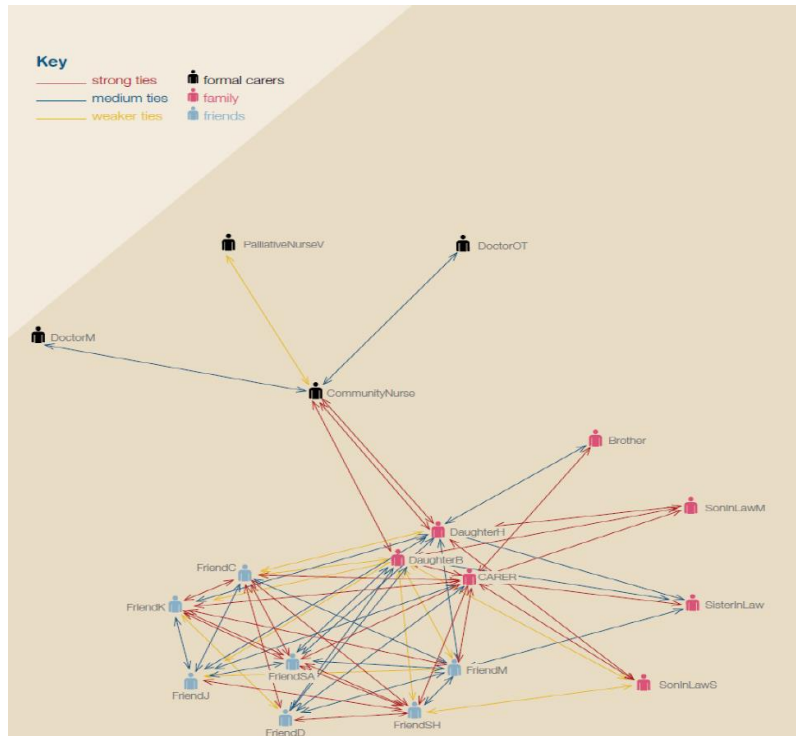 Key
strong ties formal carers
medium ties family
weaker ties friends
PalliativeNurseV
DoctorOT
DoctorM
CommunityNurse
Brother
SonInLawM
DaughterH
DaughterB
FriendC
CARER
FriendK
SisterInLaw
FriendSA
FriendM
FriendJ
SonInLawS
FriendD
FriendSH